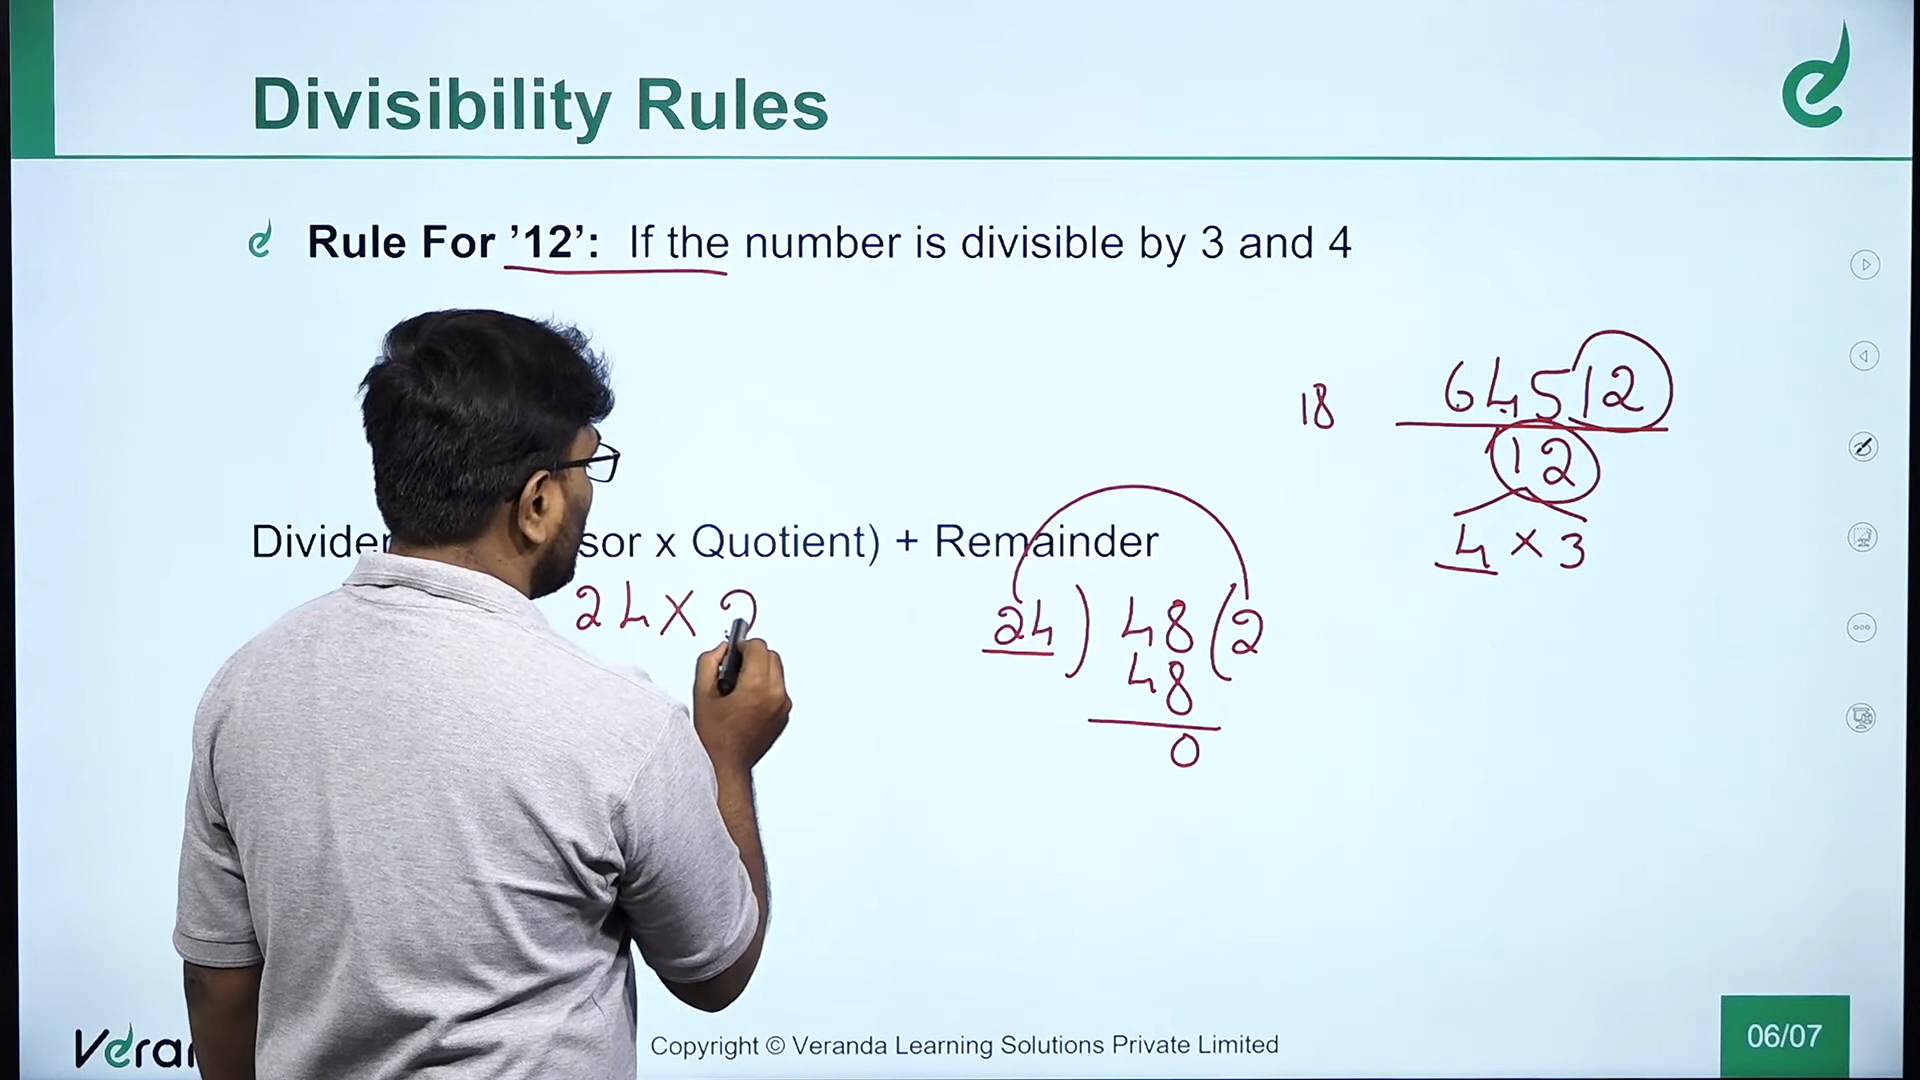 Divisibility Rules
Rule For ’12’: If the number is divisible by 3 and 4
18
64512
12
4 × 3
sor x Quotient) + Remainder
24 X 2
24 ) 48 ( 2
48
0
Copyright © Veranda Learning Solutions Private Limited
06/07